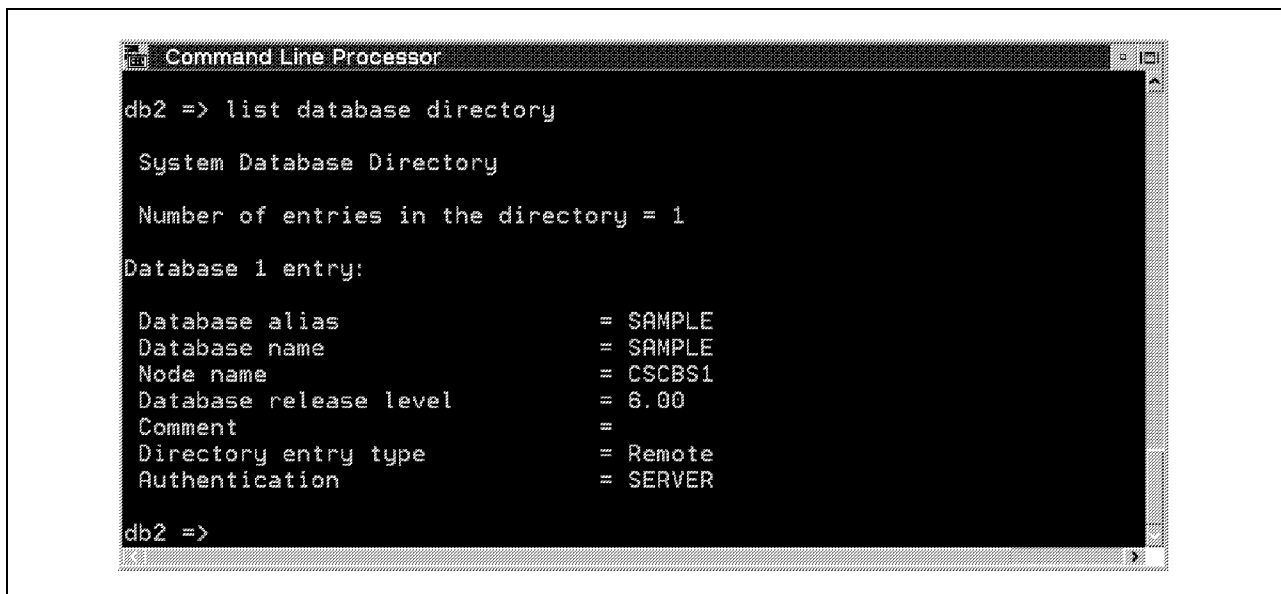 Command Line Processor
db2 => list database directory
System Database Directory
Number of entries in the directory = 1
Database 1 entry:
Database alias = SAMPLE
Database name = SAMPLE
Node name = CSCBS1
Database release level = 6.00
Comment =
Directory entry type = Remote
Authentication = SERVER
db2 =>